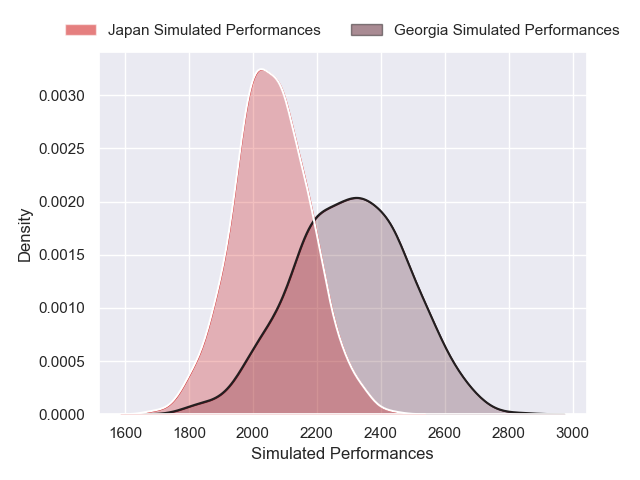 Japan Simulated Performances
Georgia Simulated Performances
0.0030
0.0025
0.0020
0.0015
0.0010
0.0005
0.0000
Density
1600 1800 2000 2200 2400 2600 2800 3000
Simulated Performances